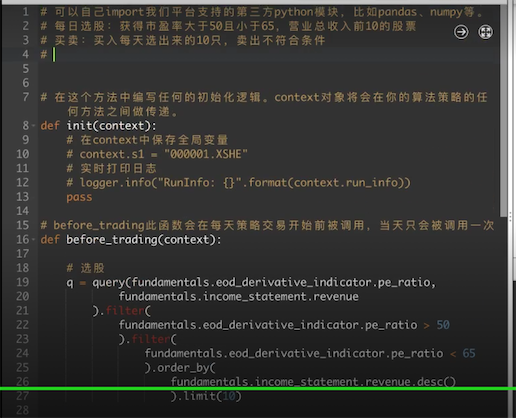 1 # 可以自己import我们平台支持的第三方python模块，比如pandas、numpy等。
2 # 每日选股：获得市盈率大于50且小于65，营业总收入前10的股票
3 # 买卖：买入每天选出来的10只，卖出不符合条件
4 #
5
6
7 # 在这个方法中编写任何的初始化逻辑。context对象将会在你的算法策略的任
何方法之间做传递。
8 def init(context):
9 # 在context中保存全局变量
10 # context.s1 = "000001.XSHE"
11 # 实时打印日志
12 # logger.info("RunInfo: {}".format(context.run_info))
13 pass
14
15 # before_trading此函数会在每天策略交易开始前被调用，当天只会被调用一次
16 def before_trading(context):
17
18 # 选股
19 q = query(fundamentals.eod_derivative_indicator.pe_ratio,
20 fundamentals.income_statement.revenue
21 ).filter(
22 fundamentals.eod_derivative_indicator.pe_ratio > 50
23 ).filter(
24 fundamentals.eod_derivative_indicator.pe_ratio < 65
25 ).order_by(
26 fundamentals.income_statement.revenue.desc()
27 ).limit(10)
28